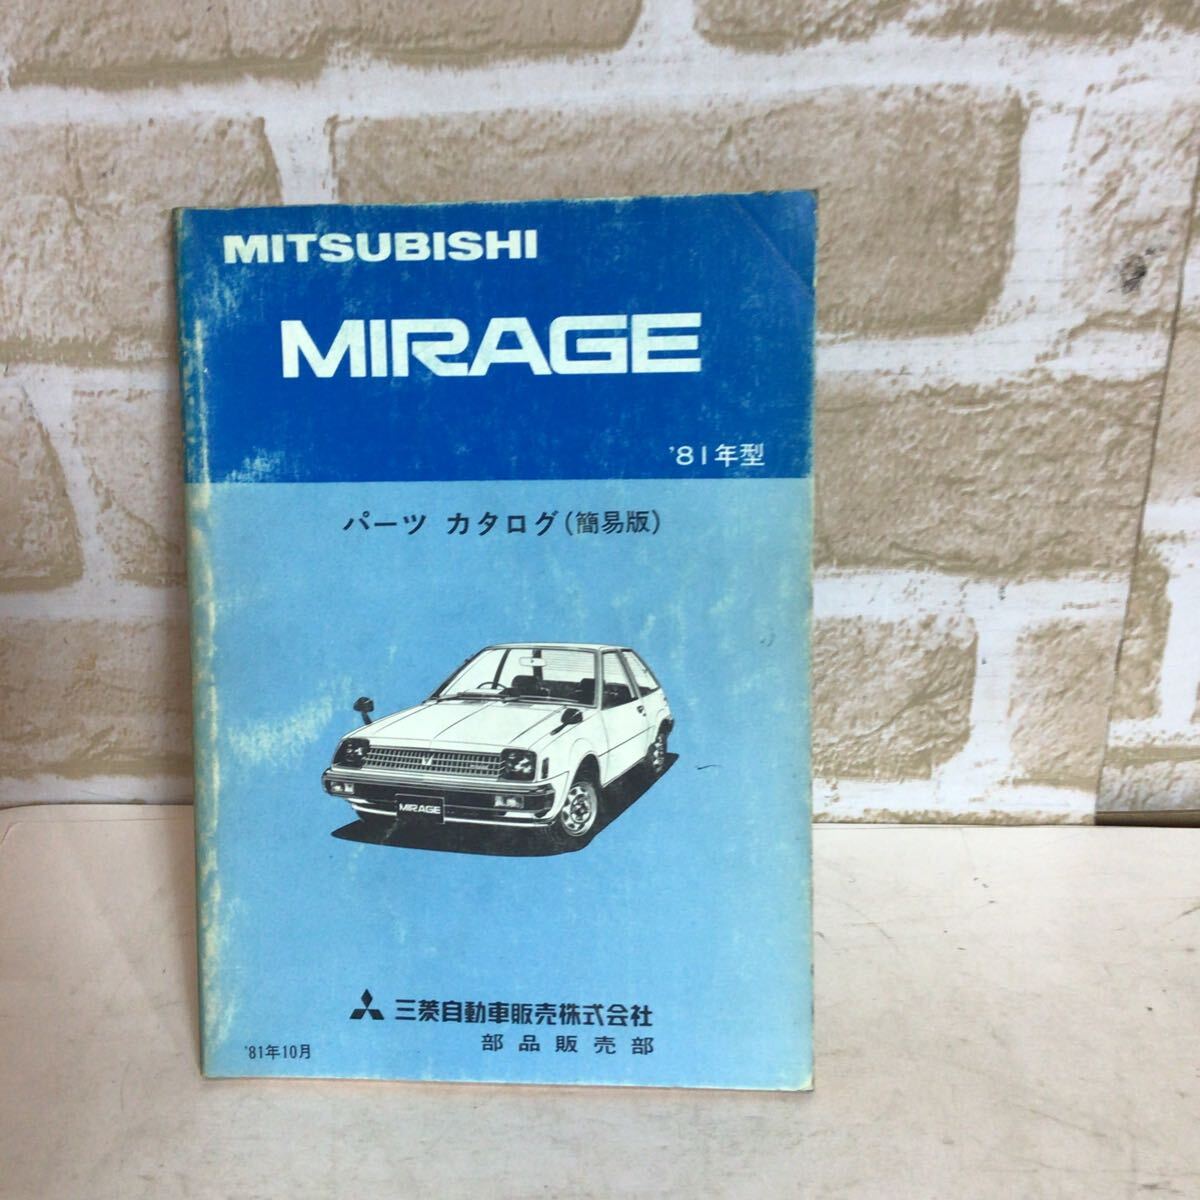 MITSUBISHI
MIRAGE
'81年型
パーツ カタログ(簡易版)
MIRAGE
三菱自動車販売株式会社
部品販売部
'81年10月